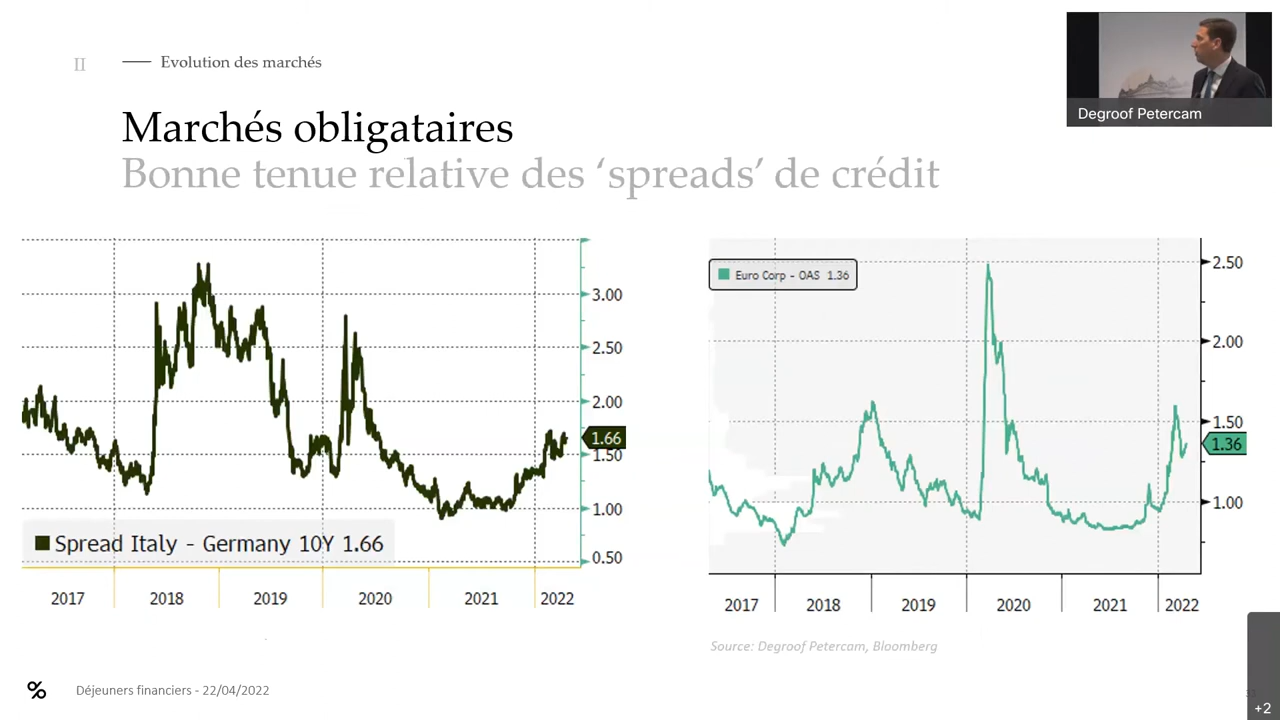 II
Evolution des marchés
Degroof Petercam
Marchés obligataires
Bonne tenue relative des ‘spreads’ de crédit
3.00
2.50
2.00
1.66
1.50
1.00
0.50
Spread Italy - Germany 10Y 1.66
2017 2018 2019 2020 2021 2022
Euro Corp - OAS 1.36
2.50
2.00
1.50
1.36
1.00
2017 2018 2019 2020 2021 2022
Source: Degroof Petercam, Bloomberg
Déjeuners financiers - 22/04/2022
+2